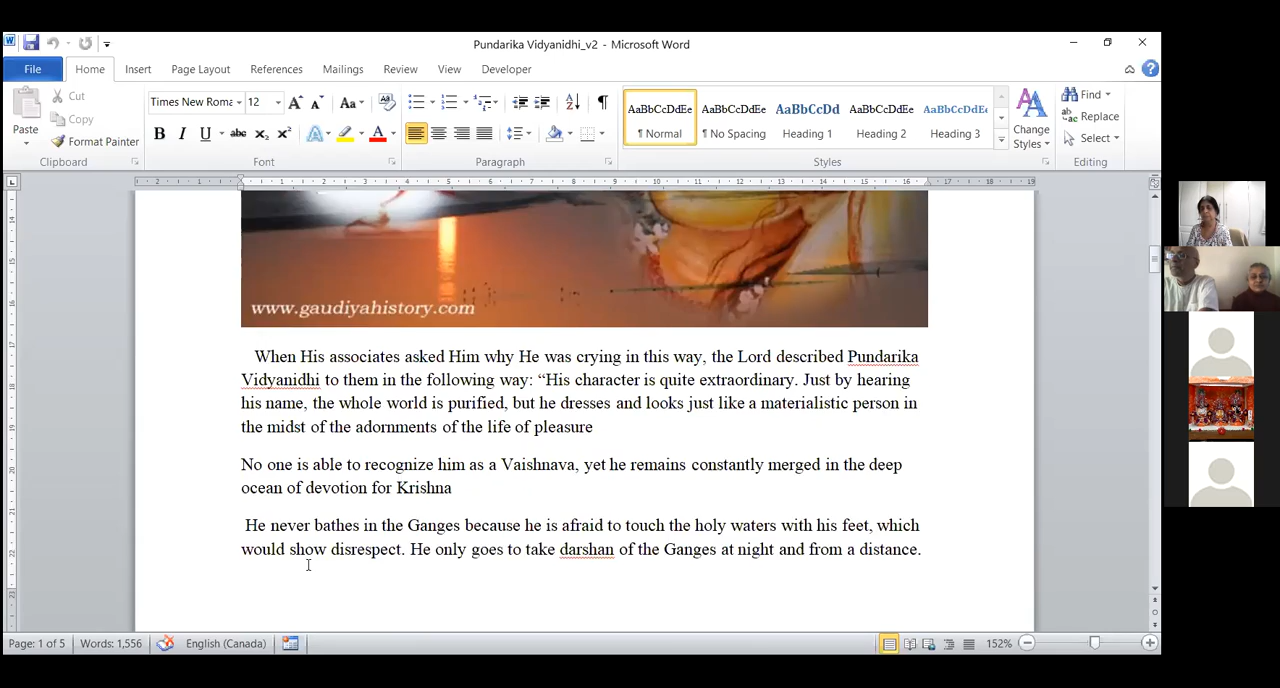 Pundarika Vidyanidhi_v2 - Microsoft Word
File Home Insert Page Layout References Mailings Review View Developer
Paste Cut Copy Format Painter Clipboard
Times New Roma 12 Font
Paragraph
AaBbCcDdEe AaBbCcDdEe AaBbCcDd AaBbCcDdEe AaBbCcDdEe
¶ Normal ¶ No Spacing Heading 1 Heading 2 Heading 3
Styles
Change Styles
Find Replace Select Editing
www.gaudiyahistory.com
When His associates asked Him why He was crying in this way, the Lord described Pundarika
Vidyanidhi to them in the following way: “His character is quite extraordinary. Just by hearing
his name, the whole world is purified, but he dresses and looks just like a materialistic person in
the midst of the adornments of the life of pleasure
No one is able to recognize him as a Vaishnava, yet he remains constantly merged in the deep
ocean of devotion for Krishna
He never bathes in the Ganges because he is afraid to touch the holy waters with his feet, which
would show disrespect. He only goes to take darshan of the Ganges at night and from a distance.
Page: 1 of 5 Words: 1,556 English (Canada) 152%